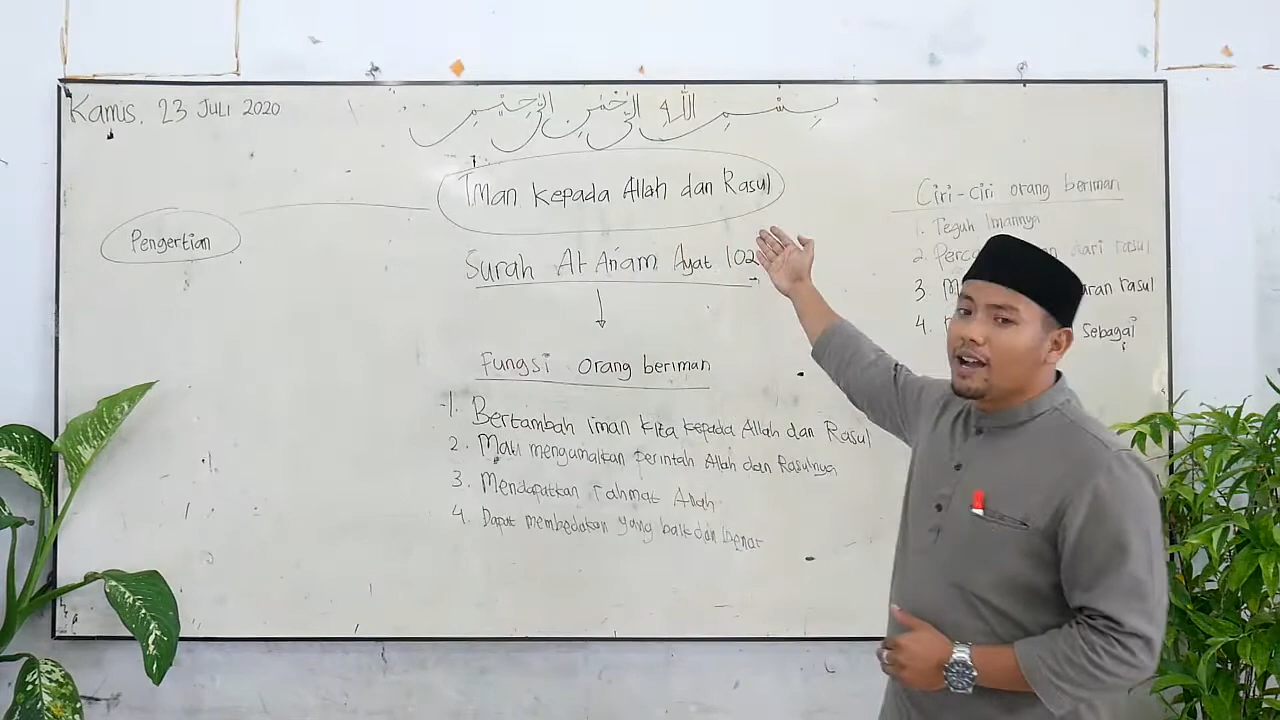 Kamis, 23 Juli 2020
بسم الله الرحمن الرحيم
Iman Kepada Allah dan Rasul
Pengertian
Surah Al An'am Ayat 102
Fungsi orang beriman
1. Bertambah iman kita kepada Allah dan Rasul
2. Mau mengamalkan perintah Allah dan Rasulnya
3. Mendapatkan rahmat Allah
4. Dapat membedakan yang baik dan benar
Ciri-ciri orang beriman
1. Teguh Imannya
2. dari rasul
3. rasul
4. Sebagai